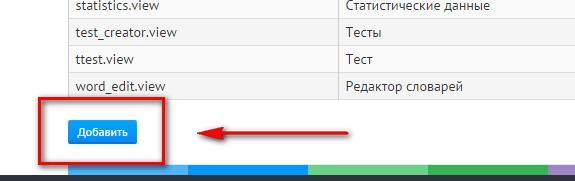 statistics.view Статистические данные
test_creator.view Тесты
ttest.view Тест
word_edit.view Редактор словарей
Добавить